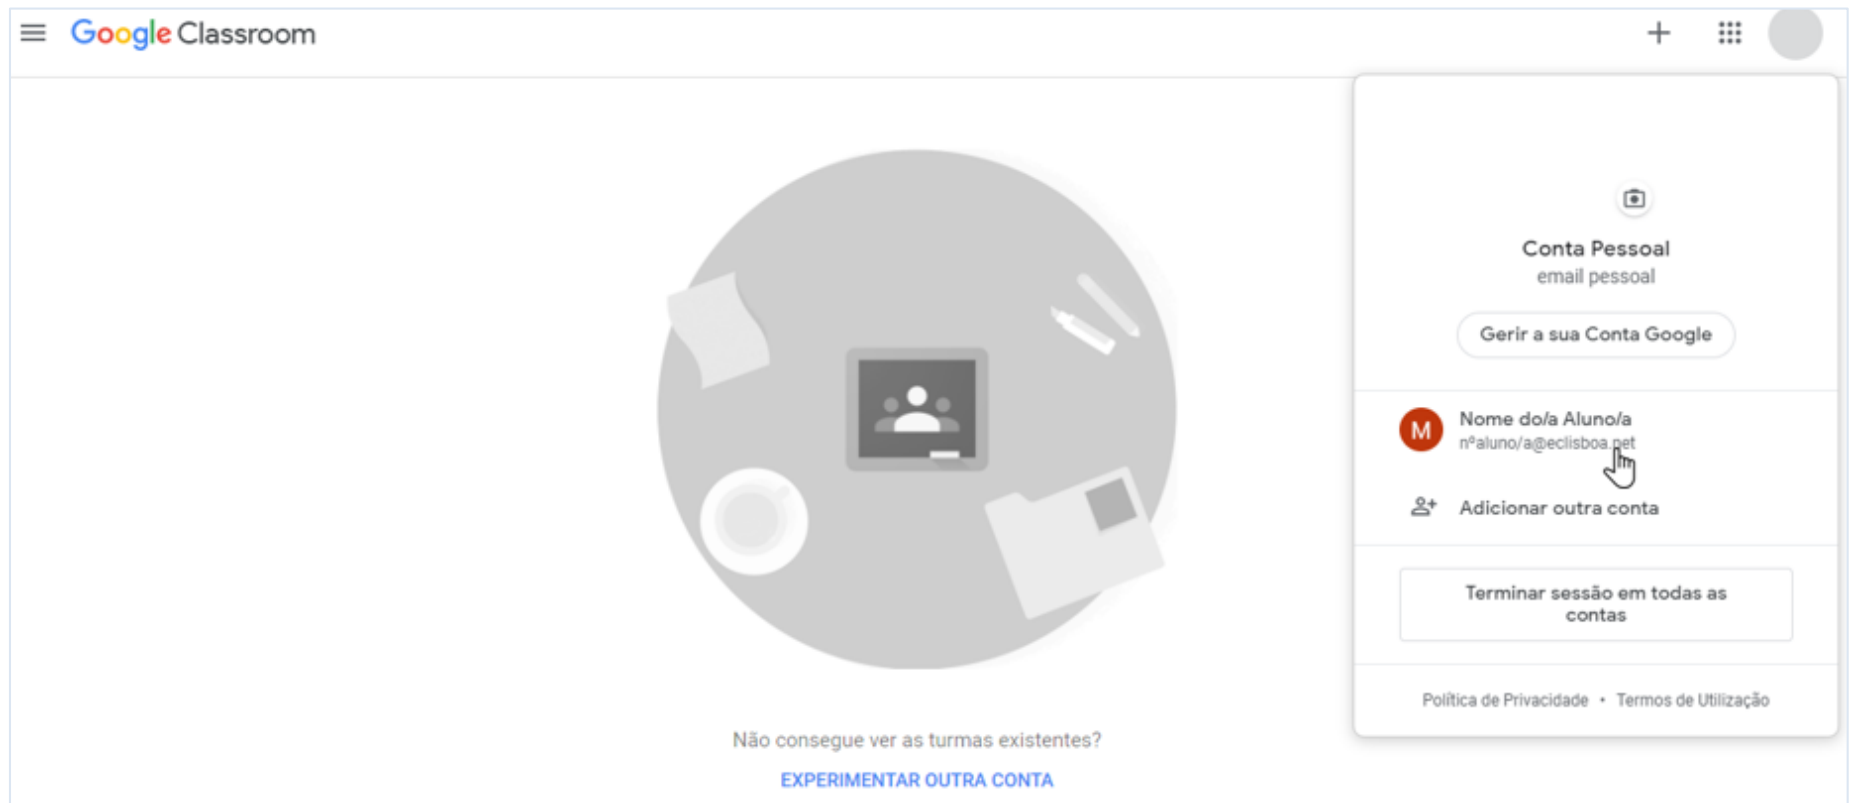 Google Classroom
Conta Pessoal
email pessoal
Gerir a sua Conta Google
M
Nome do/a Aluno/a
nºaluno/a@eclisboa.net
Adicionar outra conta
Terminar sessão em todas as
contas
Política de Privacidade • Termos de Utilização
Não consegue ver as turmas existentes?
EXPERIMENTAR OUTRA CONTA